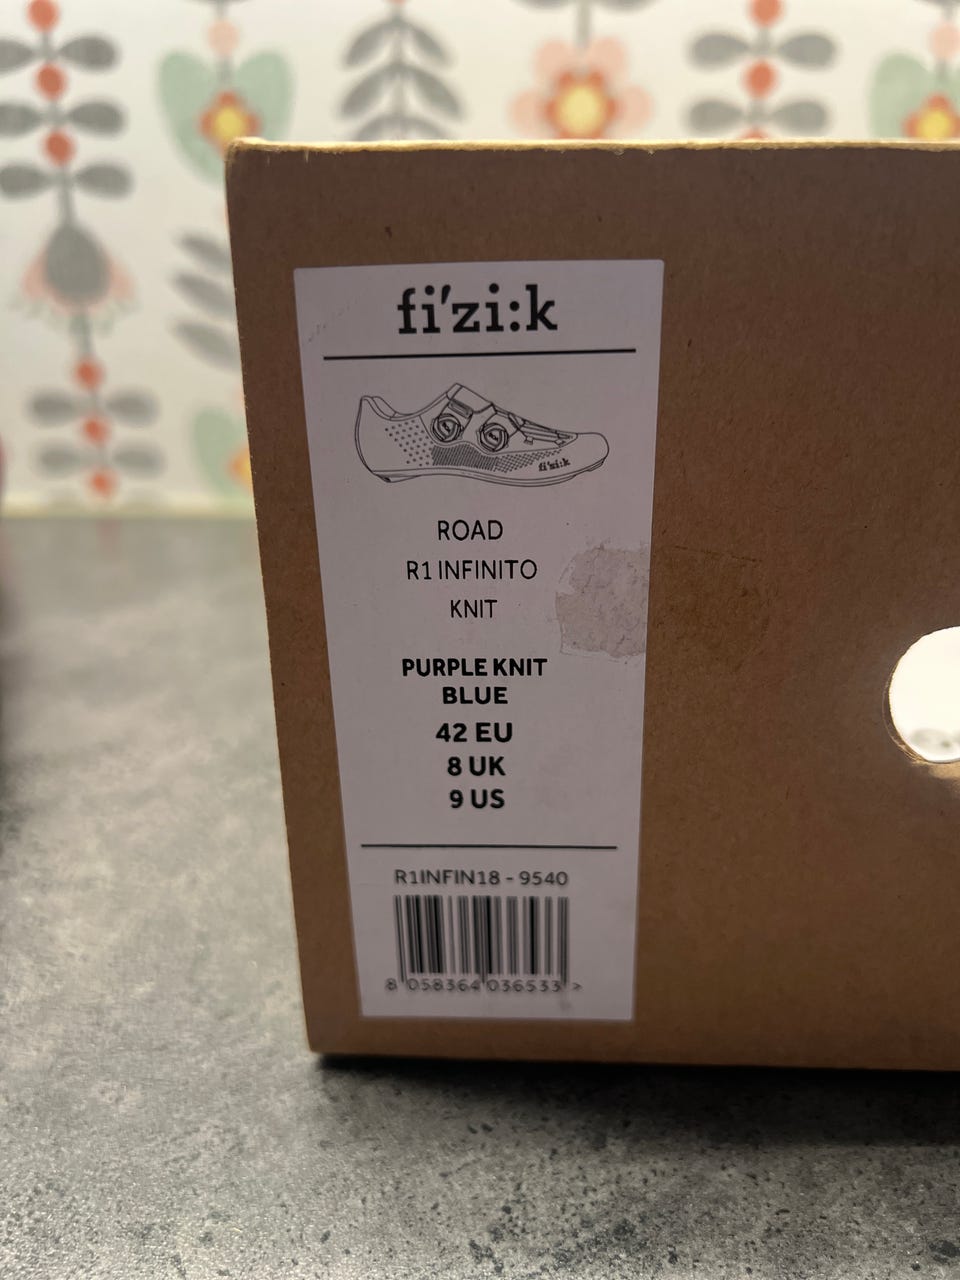 fi'zi:k
fi'zi:k
ROAD
R1 INFINITO
KNIT
PURPLE KNIT
BLUE
42 EU
8 UK
9 US
R1INFIN18 - 9540
8 058364 036533 >